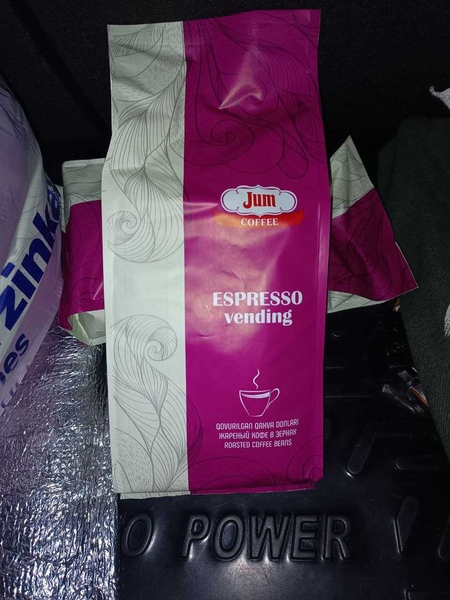 Jum
COFFEE
ESPRESSO
vending
QOVURILGAN QAHVA DONLARI
ЖАРЕНЫЙ КОФЕ В ЗЕРНАХ
ROASTED COFFEE BEANS
O POWER